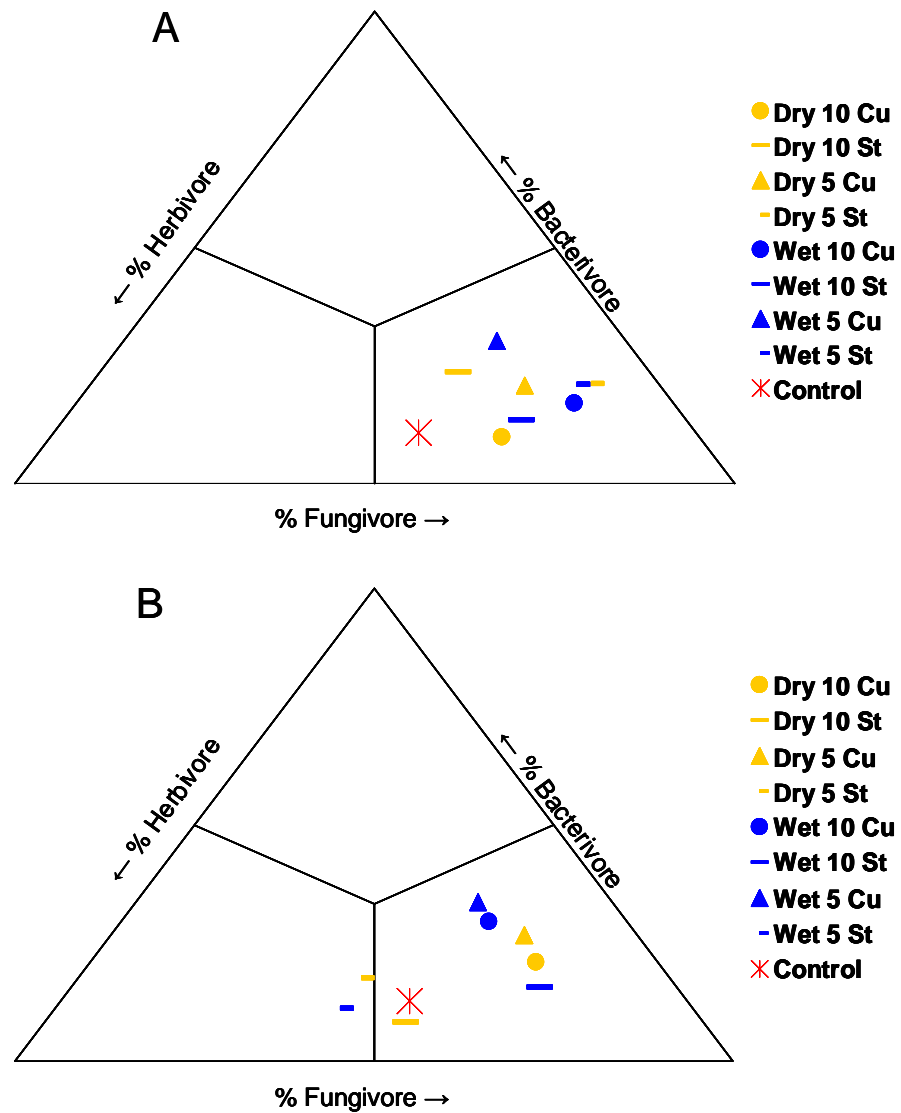 A
← % Herbivore
← % Bacterivore
% Fungivore →
Dry 10 Cu
Dry 10 St
Dry 5 Cu
Dry 5 St
Wet 10 Cu
Wet 10 St
Wet 5 Cu
Wet 5 St
Control
B
← % Herbivore
← % Bacterivore
% Fungivore →
Dry 10 Cu
Dry 10 St
Dry 5 Cu
Dry 5 St
Wet 10 Cu
Wet 10 St
Wet 5 Cu
Wet 5 St
Control